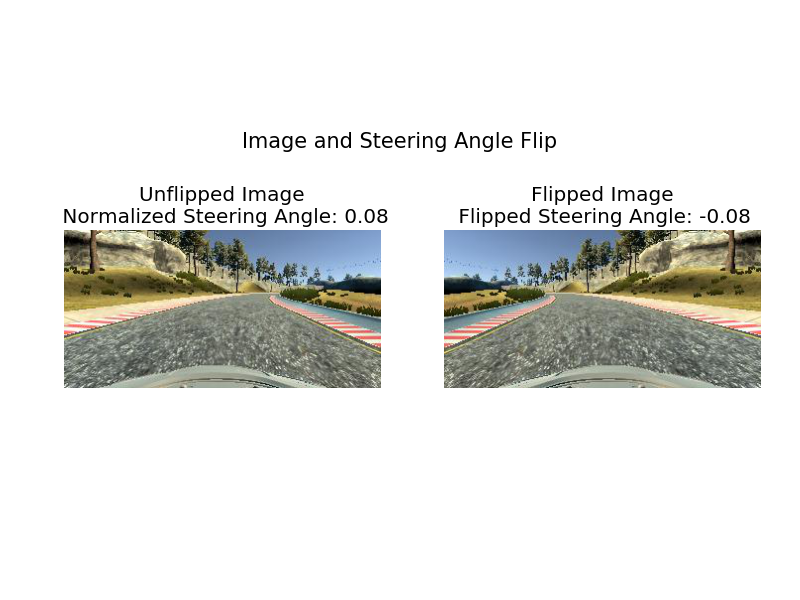 Image and Steering Angle Flip
Unflipped Image
Normalized Steering Angle: 0.08
Flipped Image
Flipped Steering Angle: -0.08